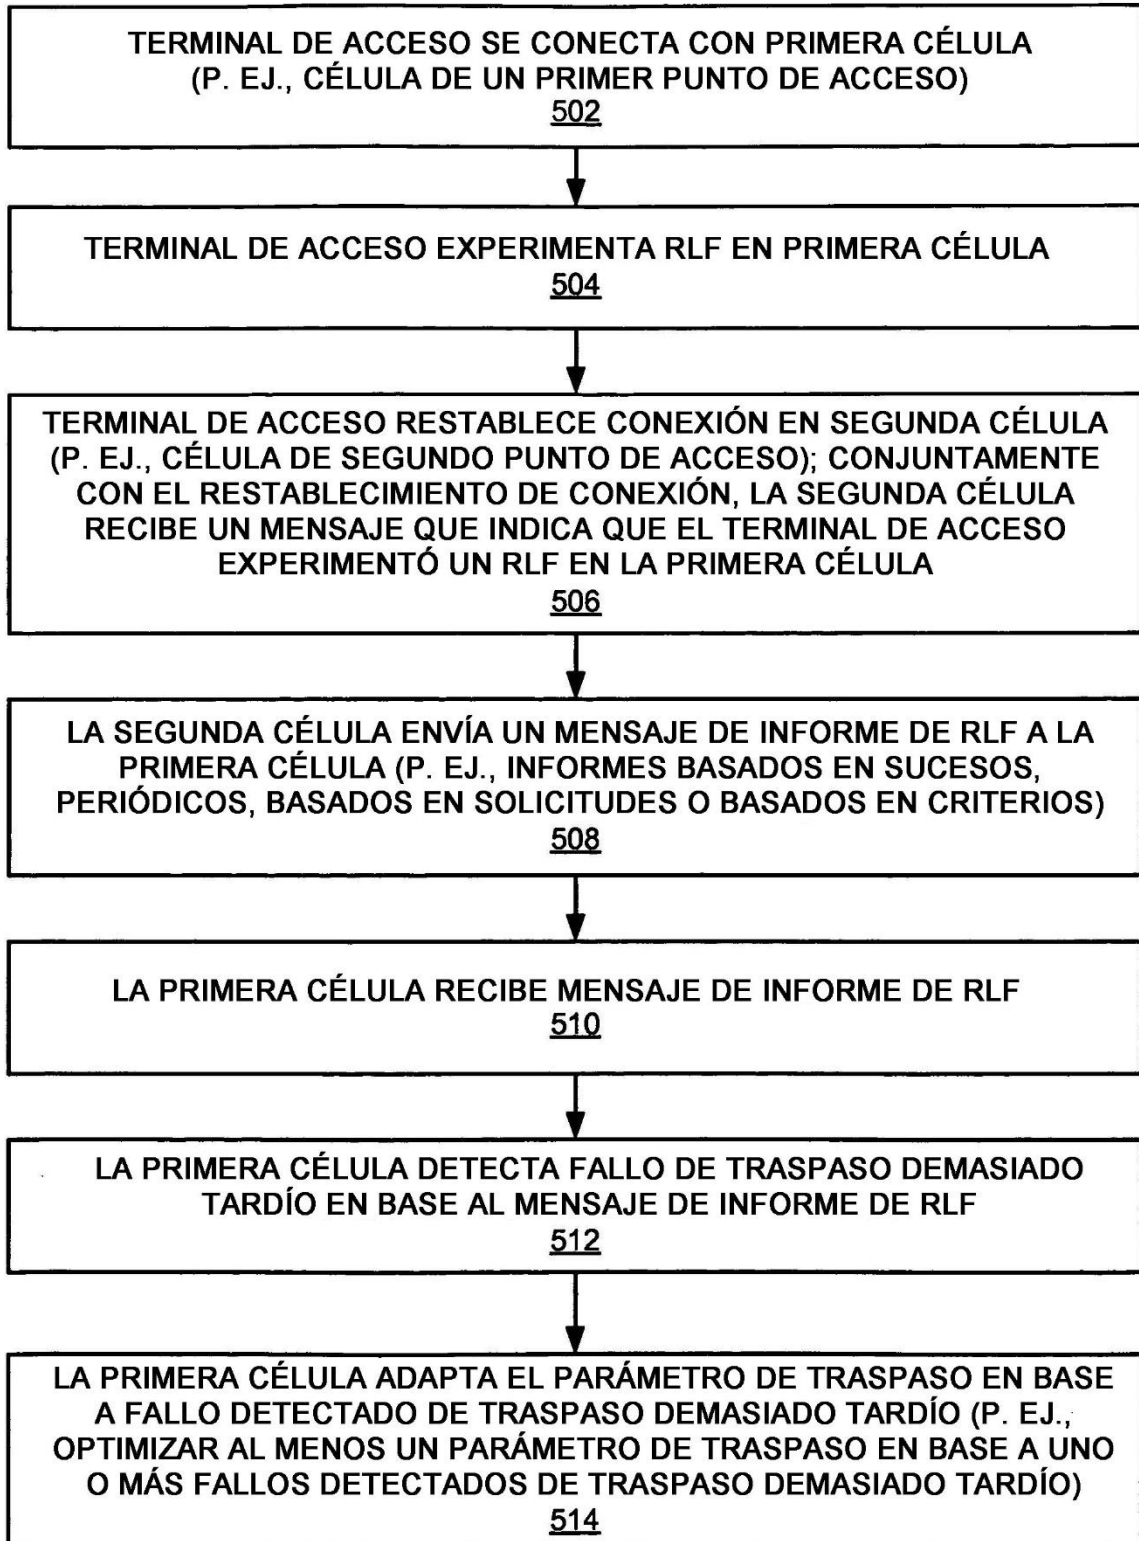 TERMINAL DE ACCESO SE CONECTA CON PRIMERA CÉLULA
(P. EJ., CÉLULA DE UN PRIMER PUNTO DE ACCESO)
502
TERMINAL DE ACCESO EXPERIMENTA RLF EN PRIMERA CÉLULA
504
TERMINAL DE ACCESO RESTABLECE CONEXIÓN EN SEGUNDA CÉLULA
(P. EJ., CÉLULA DE SEGUNDO PUNTO DE ACCESO); CONJUNTAMENTE
CON EL RESTABLECIMIENTO DE CONEXIÓN, LA SEGUNDA CÉLULA
RECIBE UN MENSAJE QUE INDICA QUE EL TERMINAL DE ACCESO
EXPERIMENTÓ UN RLF EN LA PRIMERA CÉLULA
506
LA SEGUNDA CÉLULA ENVÍA UN MENSAJE DE INFORME DE RLF A LA
PRIMERA CÉLULA (P. EJ., INFORMES BASADOS EN SUCESOS,
PERIÓDICOS, BASADOS EN SOLICITUDES O BASADOS EN CRITERIOS)
508
LA PRIMERA CÉLULA RECIBE MENSAJE DE INFORME DE RLF
510
LA PRIMERA CÉLULA DETECTA FALLO DE TRASPASO DEMASIADO
TARDÍO EN BASE AL MENSAJE DE INFORME DE RLF
512
LA PRIMERA CÉLULA ADAPTA EL PARÁMETRO DE TRASPASO EN BASE
A FALLO DETECTADO DE TRASPASO DEMASIADO TARDÍO (P. EJ.,
OPTIMIZAR AL MENOS UN PARÁMETRO DE TRASPASO EN BASE A UNO
O MÁS FALLOS DETECTADOS DE TRASPASO DEMASIADO TARDÍO)
514